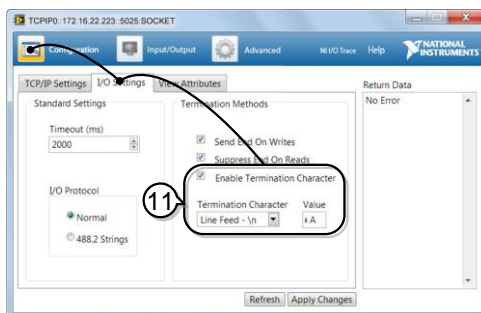 TCPIP0::172.16.22.223::5025:SOCKET
Configuration Input/Output Advanced NI I/O Trace Help NATIONAL INSTRUMENTS
TCP/IP Settings I/O Settings View Attributes
Return Data
No Error
Standard Settings
Timeout (ms)
2000
I/O Protocol
Normal
488.2 Strings
Termination Methods
Send End On Writes
Suppress End On Reads
Enable Termination Character
11
Termination Character Value
Line Feed - \n x A
Refresh Apply Changes